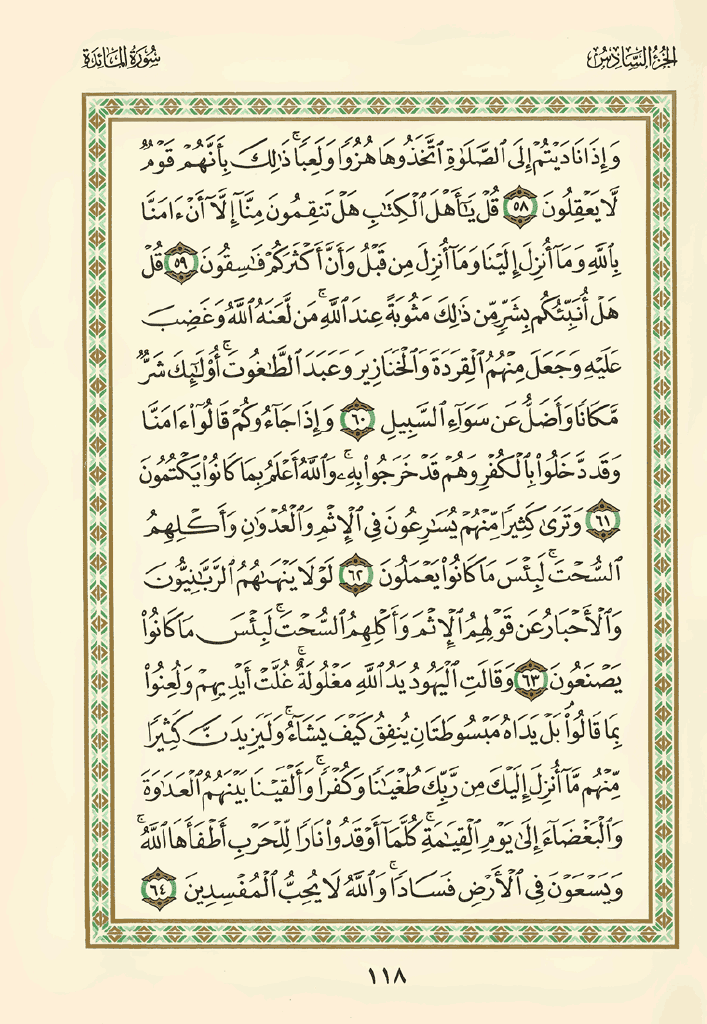 الجزء السادس
سورة المائدة
وَإِذَا نَادَيْتُمْ إِلَى ٱلصَّلَوٰةِ ٱتَّخَذُوهَا هُزُوًا وَلَعِبًا ۚ ذَٰلِكَ بِأَنَّهُمْ قَوْمٌ
لَّا يَعْقِلُونَ ٥٨ قُلْ يَـٰٓأَهْلَ ٱلْكِتَـٰبِ هَلْ تَنقِمُونَ مِنَّآ إِلَّآ أَنْ ءَامَنَّا
بِٱللَّهِ وَمَآ أُنزِلَ إِلَيْنَا وَمَآ أُنزِلَ مِن قَبْلُ وَأَنَّ أَكْثَرَكُمْ فَـٰسِقُونَ ٥٩ قُلْ
هَلْ أُنَبِّئُكُم بِشَرٍّ مِّن ذَٰلِكَ مَثُوبَةً عِندَ ٱللَّهِ ۚ مَن لَّعَنَهُ ٱللَّهُ وَغَضِبَ
عَلَيْهِ وَجَعَلَ مِنْهُمُ ٱلْقِرَدَةَ وَٱلْخَنَازِيرَ وَعَبَدَ ٱلطَّـٰغُوتَ ۚ أُو۟لَـٰٓئِكَ شَرٌّ
مَّكَانًا وَأَضَلُّ عَن سَوَآءِ ٱلسَّبِيلِ ٦٠ وَإِذَا جَآءُوكُمْ قَالُوٓا۟ ءَامَنَّا
وَقَد دَّخَلُوا۟ بِٱلْكُفْرِ وَهُمْ قَدْ خَرَجُوا۟ بِهِۦ ۚ وَٱللَّهُ أَعْلَمُ بِمَا كَانُوا۟ يَكْتُمُونَ
٦١ وَتَرَىٰ كَثِيرًا مِّنْهُمْ يُسَـٰرِعُونَ فِى ٱلْإِثْمِ وَٱلْعُدْوَٰنِ وَأَكْلِهِمُ
ٱلسُّحْتَ ۚ لَبِئْسَ مَا كَانُوا۟ يَعْمَلُونَ ٦٢ لَوْلَا يَنْهَىٰهُمُ ٱلرَّبَّـٰنِيُّونَ
وَٱلْأَحْبَارُ عَن قَوْلِهِمُ ٱلْإِثْمَ وَأَكْلِهِمُ ٱلسُّحْتَ ۚ لَبِئْسَ مَا كَانُوا۟
يَصْنَعُونَ ٦٣ وَقَالَتِ ٱلْيَهُودُ يَدُ ٱللَّهِ مَغْلُولَةٌ ۚ غُلَّتْ أَيْدِيهِمْ وَلُعِنُوا۟
بِمَا قَالُوا۟ ۘ بَلْ يَدَاهُ مَبْسُوطَتَانِ يُنفِقُ كَيْفَ يَشَآءُ ۚ وَلَيَزِيدَنَّ كَثِيرًا
مِّنْهُم مَّآ أُنزِلَ إِلَيْكَ مِن رَّبِّكَ طُغْيَـٰنًا وَكُفْرًا ۚ وَأَلْقَيْنَا بَيْنَهُمُ ٱلْعَدَٰوَةَ
وَٱلْبَغْضَآءَ إِلَىٰ يَوْمِ ٱلْقِيَـٰمَةِ ۚ كُلَّمَآ أَوْقَدُوا۟ نَارًا لِّلْحَرْبِ أَطْفَأَهَا ٱللَّهُ ۚ
وَيَسْعَوْنَ فِى ٱلْأَرْضِ فَسَادًا ۚ وَٱللَّهُ لَا يُحِبُّ ٱلْمُفْسِدِينَ ٦٤
١١٨